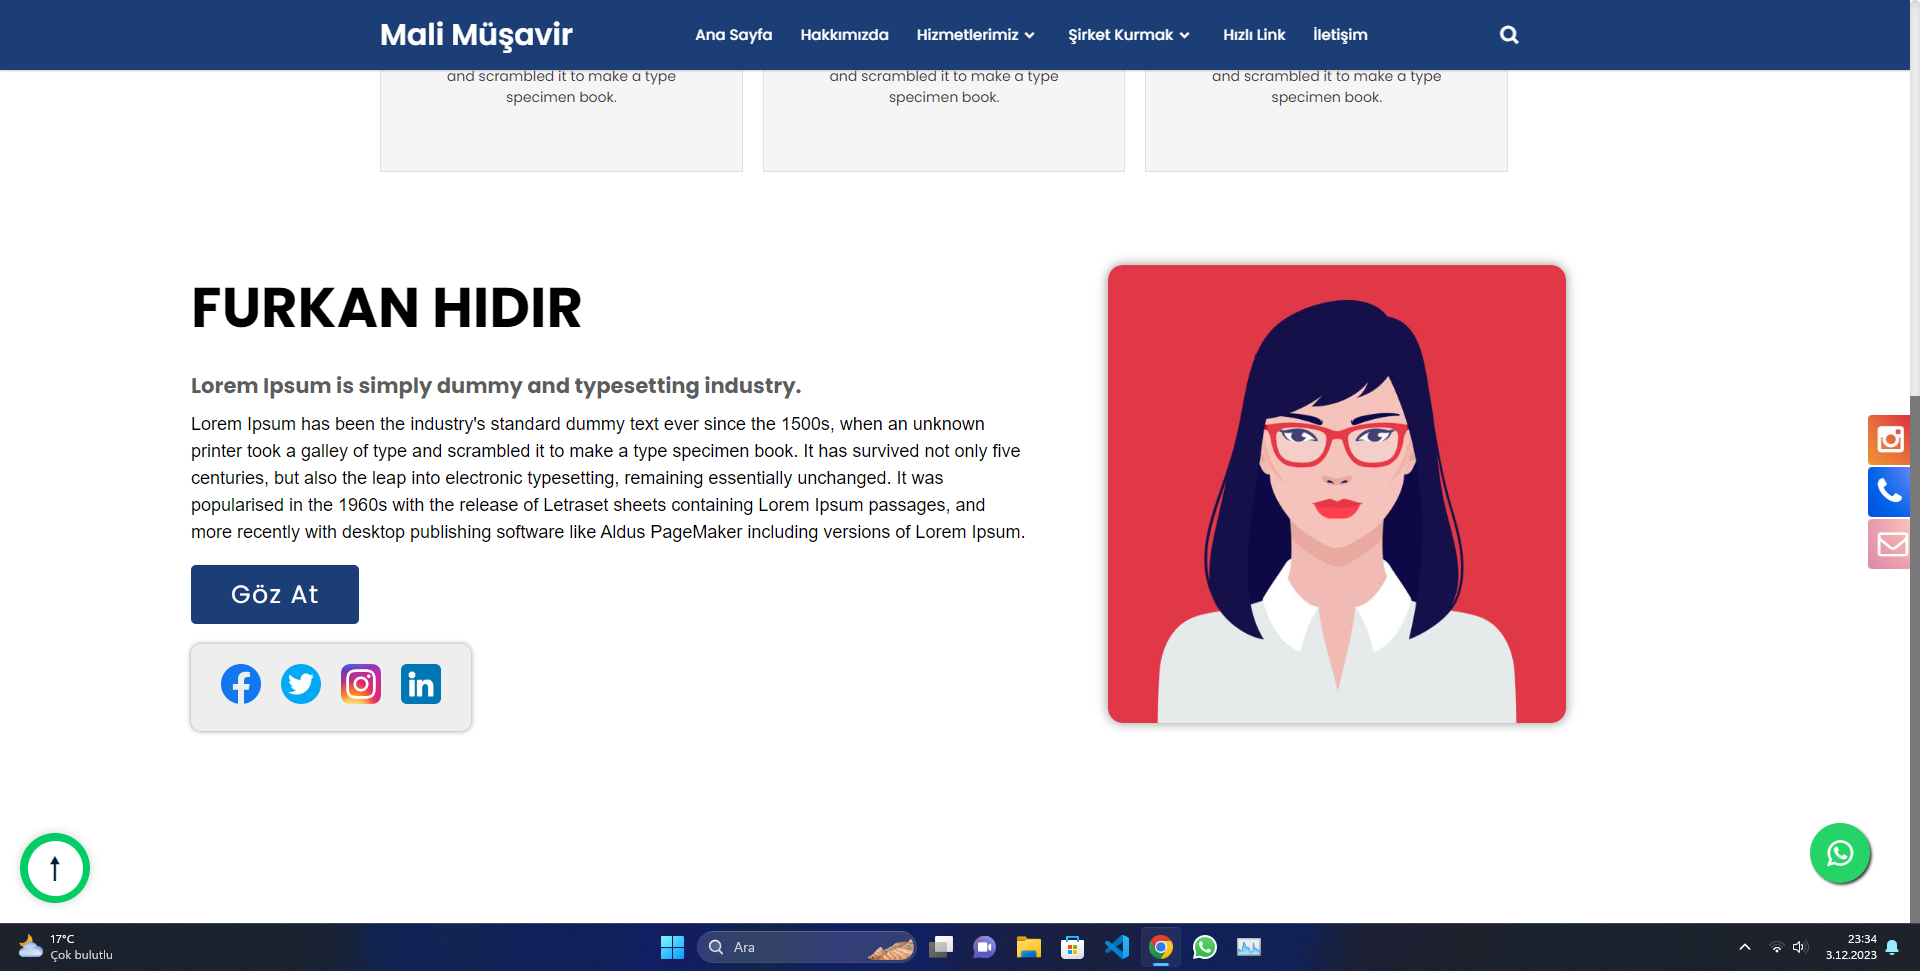 Mali Müşavir
Ana Sayfa
Hakkımızda
Hizmetlerimiz
Şirket Kurmak
Hızlı Link
İletişim
and scrambled it to make a type
specimen book.
and scrambled it to make a type
specimen book.
and scrambled it to make a type
specimen book.
FURKAN HIDIR
Lorem Ipsum is simply dummy and typesetting industry.
Lorem Ipsum has been the industry's standard dummy text ever since the 1500s, when an unknown
printer took a galley of type and scrambled it to make a type specimen book. It has survived not only five
centuries, but also the leap into electronic typesetting, remaining essentially unchanged. It was
popularised in the 1960s with the release of Letraset sheets containing Lorem Ipsum passages, and
more recently with desktop publishing software like Aldus PageMaker including versions of Lorem Ipsum.
Göz At
17°C
Çok bulutlu
Ara
23:34
3.12.2023